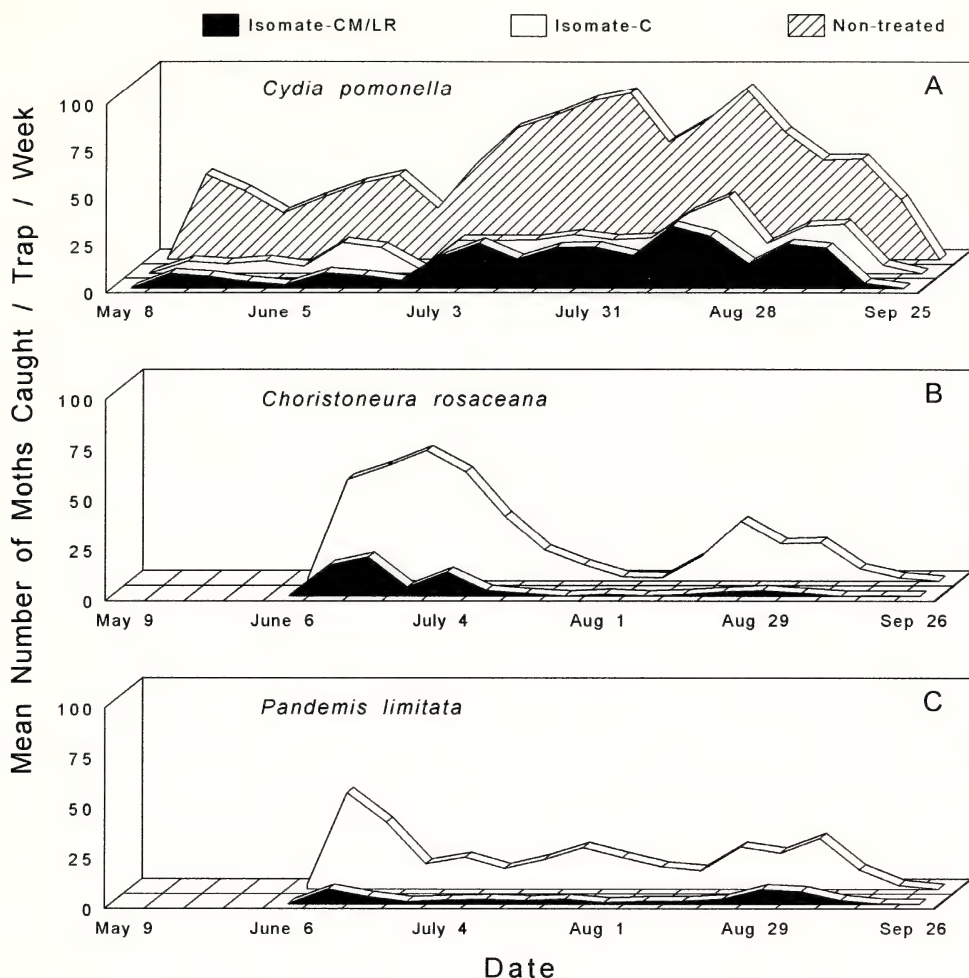 Isomate-CM/LR Isomate-C Non-treated
Mean Number of Moths Caught / Trap / Week
Cydia pomonella
A
100
75
50
25
0
May 8 June 5 July 3 July 31 Aug 28 Sep 25
Choristoneura rosaceana
B
100
75
50
25
0
May 9 June 6 July 4 Aug 1 Aug 29 Sep 26
Pandemis limitata
C
100
75
50
25
0
May 9 June 6 July 4 Aug 1 Aug 29 Sep 26
Date